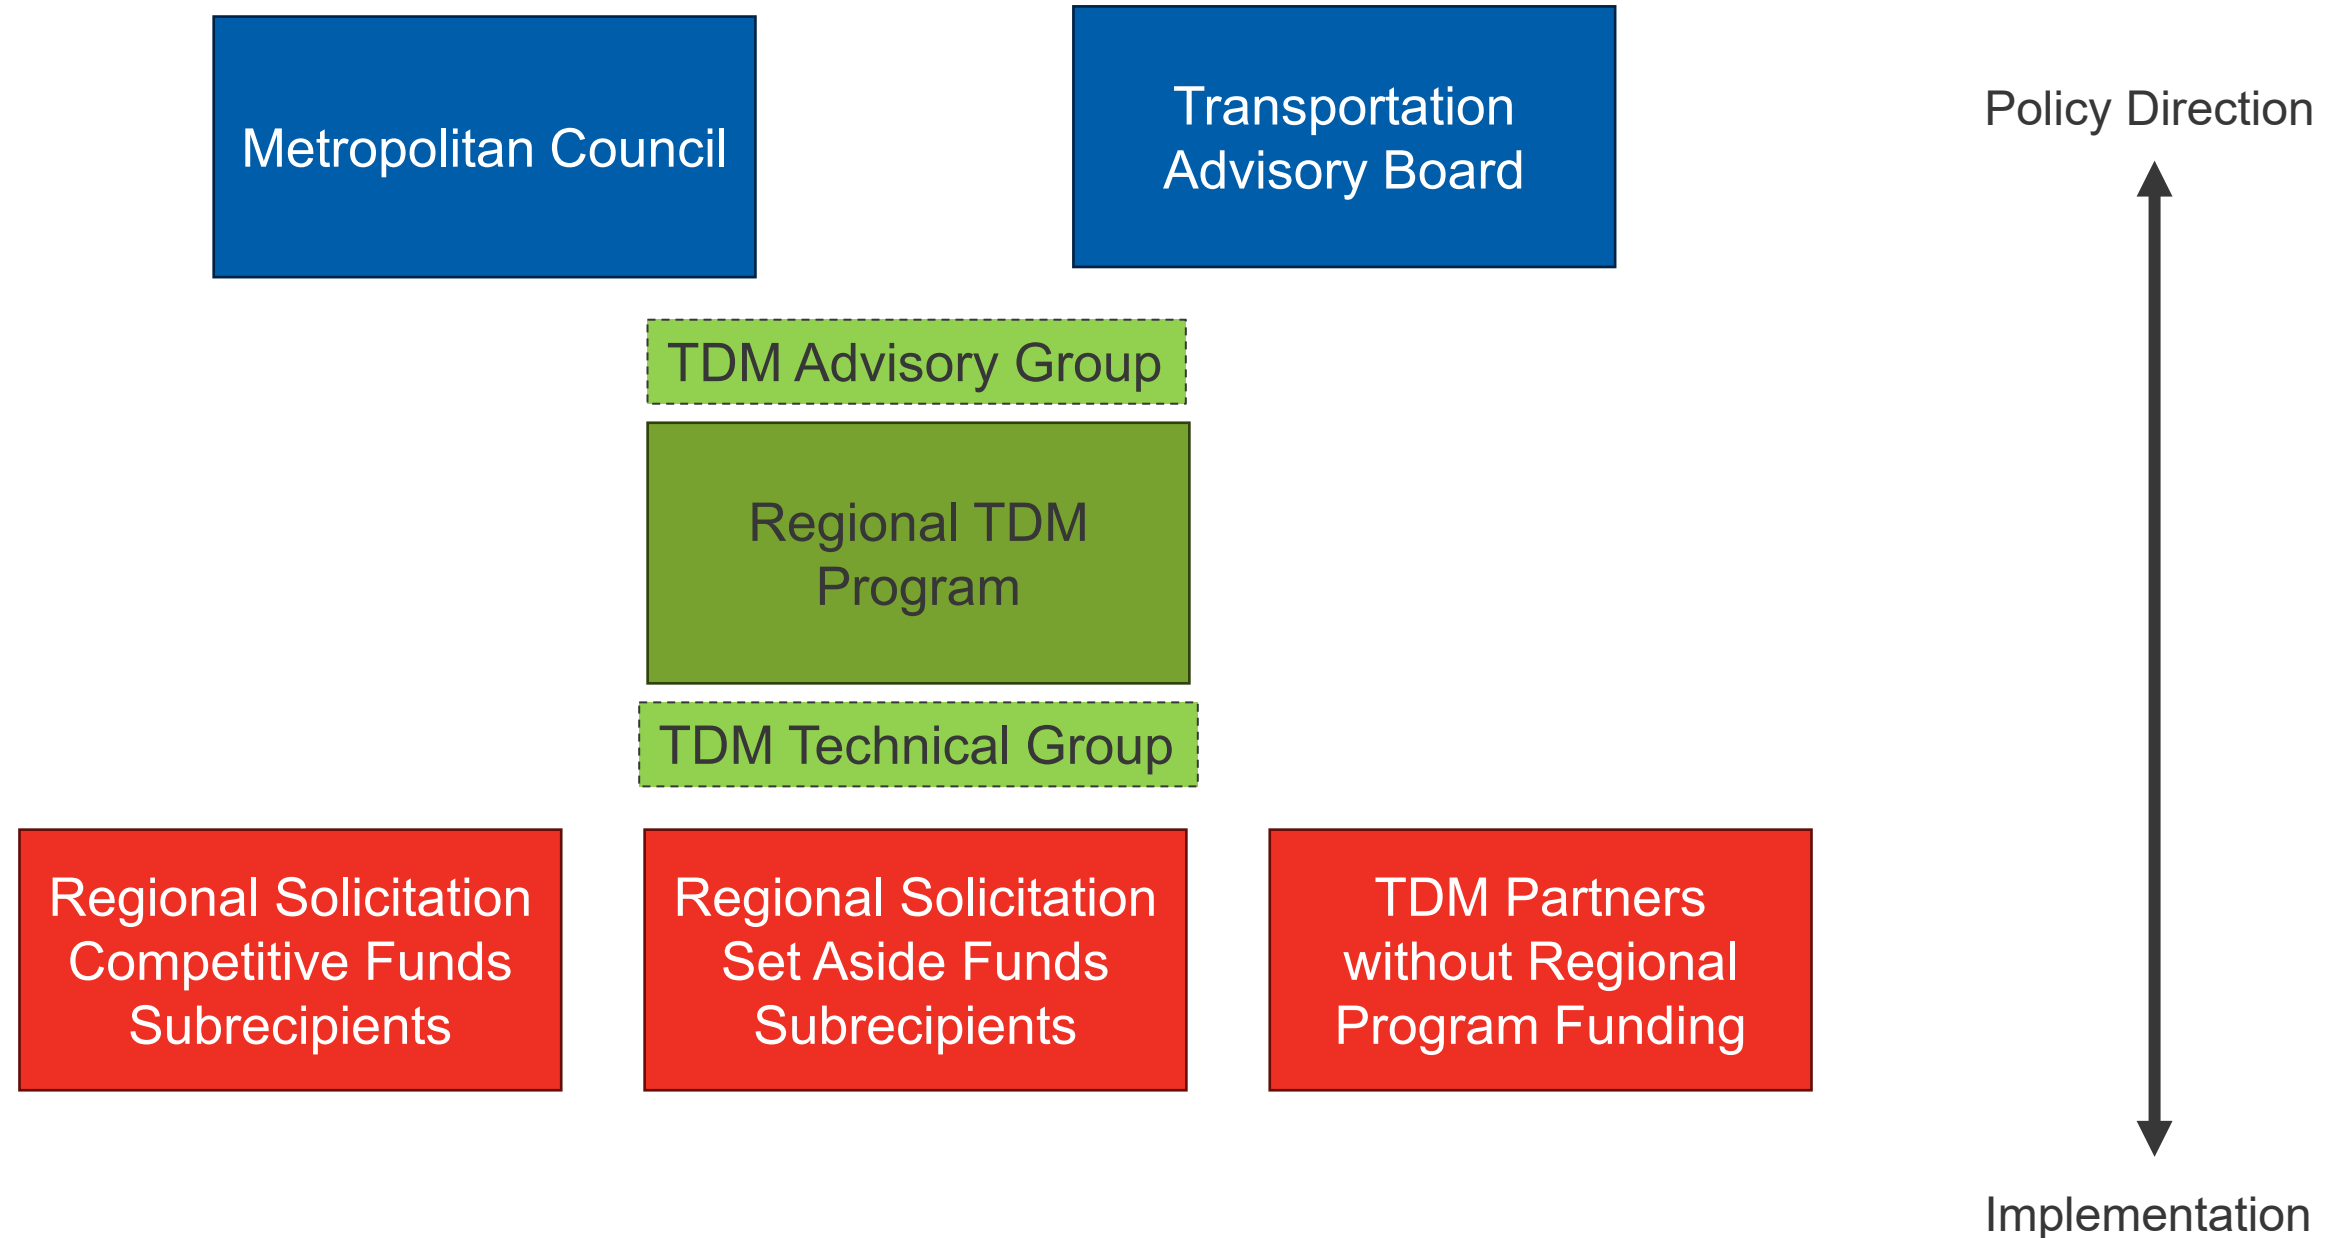 Metropolitan Council
Transportation
Advisory Board
Policy Direction
TDM Advisory Group
Regional TDM
Program
TDM Technical Group
Regional Solicitation
Competitive Funds
Subrecipients
Regional Solicitation
Set Aside Funds
Subrecipients
TDM Partners
without Regional
Program Funding
Implementation